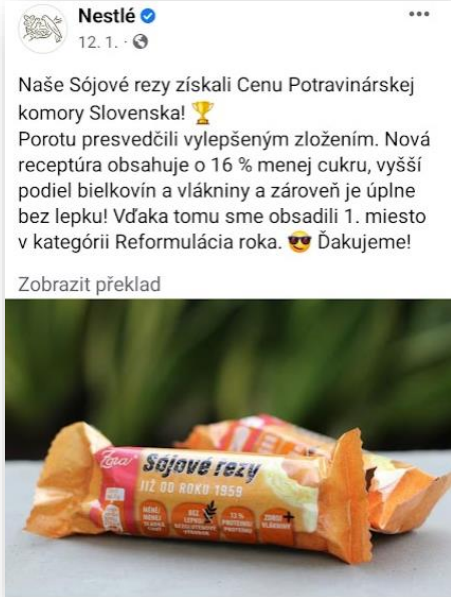 Nestlé
12. 1.
Naše Sójové rezy získali Cenu Potravinárskej
komory Slovenska!
Porotu presvedčili vylepšeným zložením. Nová
receptúra obsahuje o 16 % menej cukru, vyšší
podiel bielkovín a vlákniny a zároveň je úplne
bez lepku! Vďaka tomu sme obsadili 1. miesto
v kategórii Reformulácia roka. 😎 Ďakujeme!
Zobrazit překlad
Zora
Sójové řezy
JIŽ OD ROKU 1959
BEZ
LEPKU
13 %